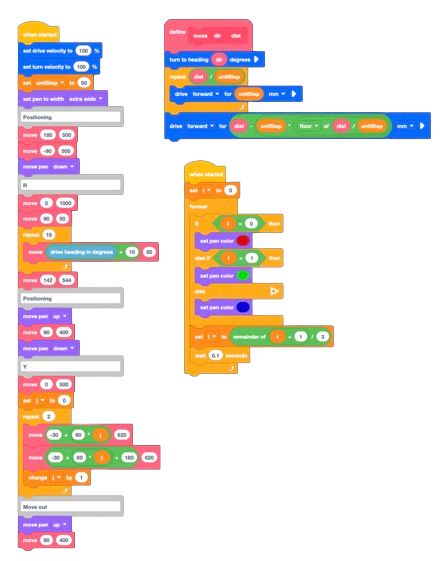 when started
set drive velocity to 100 %
set turn velocity to 100 %
set unitStep to 50
set pen to width extra wide
Positioning
move 180 500
move -90 500
move pen down
R
move 0 1000
move 90 50
repeat 18
move drive heading in degrees + 10 50
move 142 544
Positioning
move pen up
move 90 400
move pen down
Y
move 0 500
set j to 0
repeat 2
move -30 + 60 * j 620
move -30 + 60 * j + 180 620
change j by 1
Move out
move pen up
move 90 400
define move dir dist
turn to heading dir degrees
repeat dist / unitStep
drive forward for unitStep mm
drive forward for dist - unitStep * floor of dist / unitStep mm
when started
set i to 0
forever
if i = 0 then
set pen color
else if i = 1 then
set pen color
else
set pen color
set i to remainder of i + 1 / 3
wait 0.1 seconds